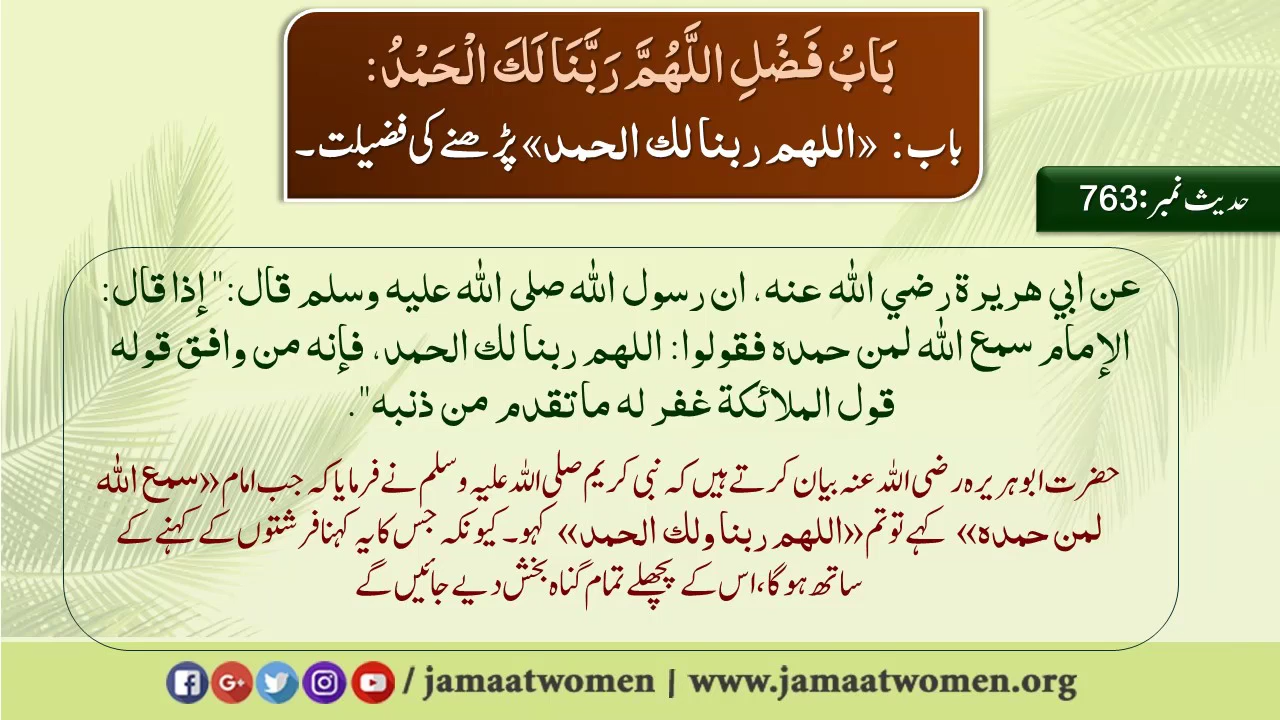 بَابُ فَضْلِ اللَّهُمَّ رَبَّنَا لَكَ الْحَمْدُ:
باب: «اللهم ربنا لك الحمد» پڑھنے کی فضیلت۔
حدیث نمبر:763
عن ابي هريرة رضي الله عنه، ان رسول الله صلى الله عليه وسلم قال:" إذا قال:
الإمام سمع الله لمن حمده فقولوا: اللهم ربنا لك الحمد، فإنه من وافق قوله
قول الملائكة غفر له ما تقدم من ذنبه".
حضرت ابوہریرہ رضی اللہ عنہ بیان کرتے ہیں کہ نبی کریم صلی اللہ علیہ وسلم نے فرمایا کہ جب امام «سمع الله
لمن حمده» کہے تو تم «اللهم ربنا ولك الحمد» کہو۔ کیونکہ جس کا یہ کہنا فرشتوں کے کہنے کے
ساتھ ہو گا، اس کے پچھلے تمام گناہ بخش دیے جائیں گے
/ jamaatwomen | www.jamaatwomen.org